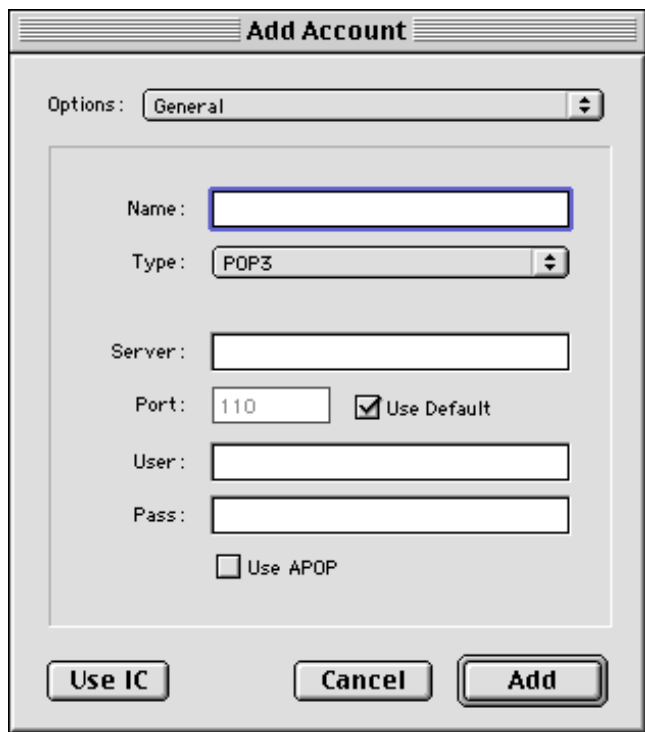 Add Account
Options: General
Name:
Type: POP3
Server:
Port: 110 Use Default
User:
Pass:
Use APOP
Use IC Cancel Add